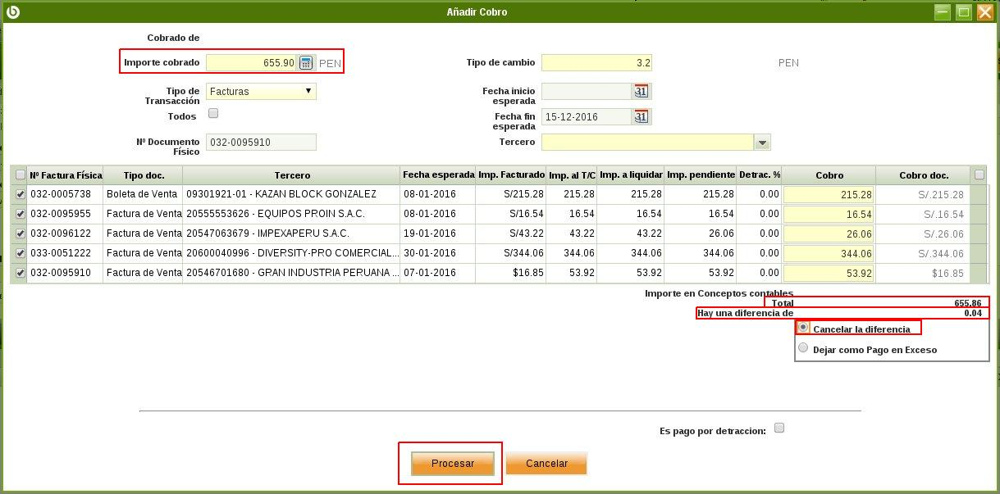 Añadir Cobro
Cobrado de
Importe cobrado 655.90 PEN Tipo de cambio 3.2 PEN
Tipo de Transacción Facturas Fecha inicio esperada 31
Todos Fecha fin esperada 15-12-2016 31
Nº Documento Físico 032-0095910 Tercero
Nº Factura Física Tipo doc. Tercero Fecha esperada Imp. Facturado Imp. al T/C Imp. a liquidar Imp. pendiente Detrac. % Cobro Cobro doc.
032-0005738 Boleta de Venta 09301921-01 - KAZAN BLOCK GONZALEZ 08-01-2016 S/215.28 215.28 215.28 215.28 0.00 215.28 S/.215.28
032-0095955 Factura de Venta 20555553626 - EQUIPOS PROIN S.A.C. 08-01-2016 S/16.54 16.54 16.54 16.54 0.00 16.54 S/.16.54
032-0096122 Factura de Venta 20547063679 - IMPEXAPERU S.A.C. 19-01-2016 S/43.22 43.22 43.22 26.06 0.00 26.06 S/.26.06
033-0051222 Factura de Venta 20600040996 - DIVERSITY-PRO COMERCIAL... 30-01-2016 S/344.06 344.06 344.06 344.06 0.00 344.06 S/.344.06
032-0095910 Factura de Venta 20546701680 - GRAN INDUSTRIA PERUANA ... 07-01-2016 $16.85 53.92 53.92 53.92 0.00 53.92 $16.85
Importe en Conceptos contables
Total 655.86
Hay una diferencia de 0.04
Cancelar la diferencia
Dejar como Pago en Exceso
Es pago por detraccion:
Procesar Cancelar